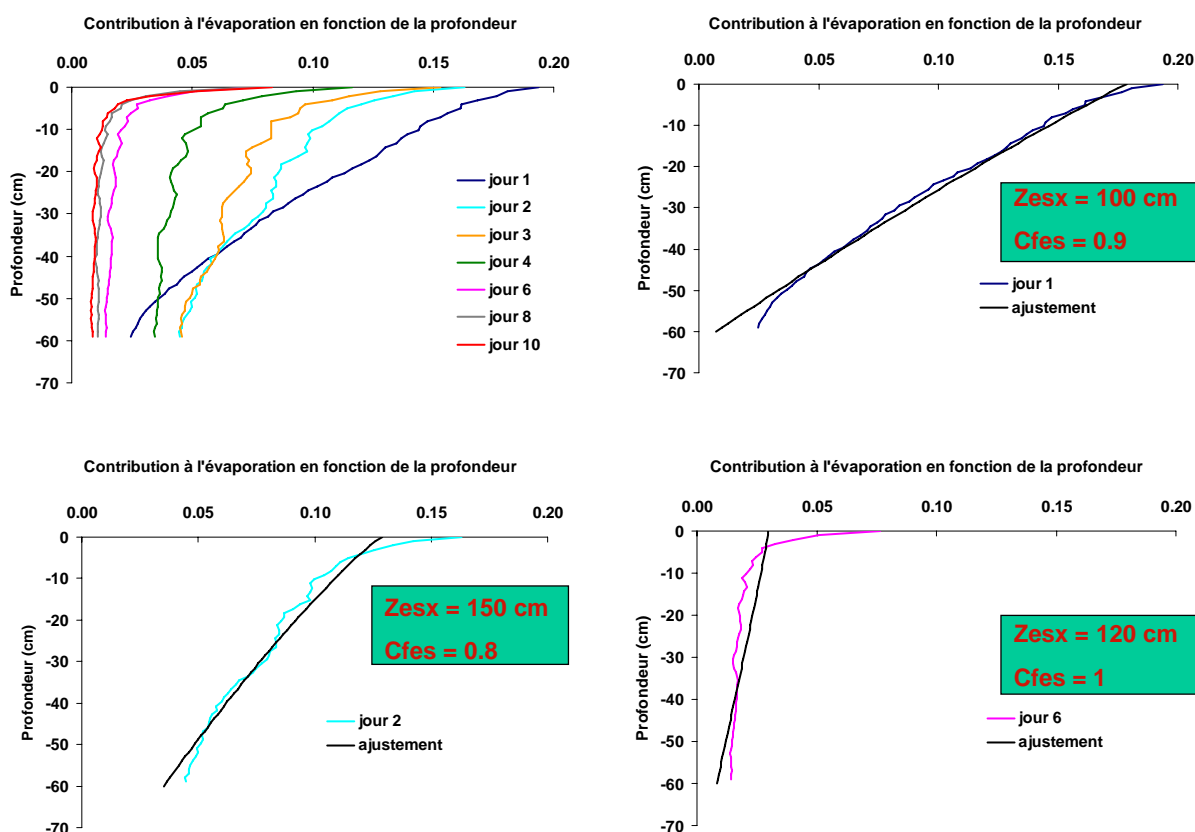 Contribution à l'évaporation en fonction de la profondeur
0.00 0.05 0.10 0.15 0.20
0
-10
-20
-30
-40
-50
-60
-70
Profondeur (cm)
jour 1
jour 2
jour 3
jour 4
jour 6
jour 8
jour 10
Contribution à l'évaporation en fonction de la profondeur
0.00 0.05 0.10 0.15 0.20
0
-10
-20
-30
-40
-50
-60
-70
Profondeur (cm)
Zesx = 100 cm
Cfes = 0.9
jour 1
ajustement
Contribution à l'évaporation en fonction de la profondeur
0.00 0.05 0.10 0.15 0.20
0
-10
-20
-30
-40
-50
-60
-70
Profondeur (cm)
Zesx = 150 cm
Cfes = 0.8
jour 2
ajustement
Contribution à l'évaporation en fonction de la profondeur
0.00 0.05 0.10 0.15 0.20
0
-10
-20
-30
-40
-50
-60
-70
Profondeur (cm)
Zesx = 120 cm
Cfes = 1
jour 6
ajustement